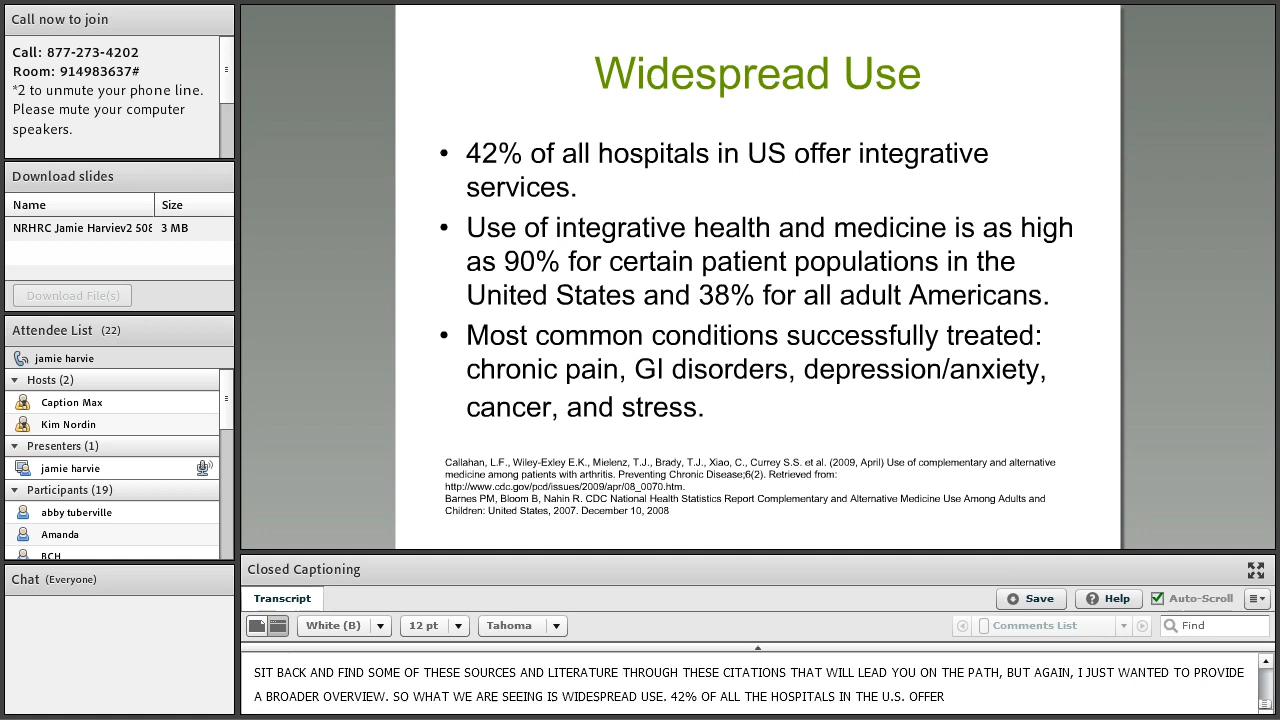 Call now to join
Call: 877-273-4202
Room: 914983637#
*2 to unmute your phone line.
Please mute your computer
speakers.
Download slides
Name Size
NRHRC Jamie Harviev2 508 3 MB
Download File(s)
Attendee List (22)
jamie harvie
Hosts (2)
Caption Max
Kim Nordin
Presenters (1)
jamie harvie
Participants (19)
abby tuberville
Amanda
BCH
Chat (Everyone)
Widespread Use
• 42% of all hospitals in US offer integrative
services.
• Use of integrative health and medicine is as high
as 90% for certain patient populations in the
United States and 38% for all adult Americans.
• Most common conditions successfully treated:
chronic pain, GI disorders, depression/anxiety,
cancer, and stress.
Callahan, L.F., Wiley-Exley E.K., Mielenz, T.J., Brady, T.J., Xiao, C., Currey S.S. et al. (2009, April) Use of complementary and alternative
medicine among patients with arthritis. Preventing Chronic Disease;6(2). Retrieved from:
http://www.cdc.gov/pcd/issues/2009/apr/08_0070.htm.
Barnes PM, Bloom B, Nahin R. CDC National Health Statistics Report Complementary and Alternative Medicine Use Among Adults and
Children: United States, 2007. December 10, 2008
Closed Captioning
Transcript Save Help Auto-Scroll
White (B) 12 pt Tahoma Comments List Find
SIT BACK AND FIND SOME OF THESE SOURCES AND LITERATURE THROUGH THESE CITATIONS THAT WILL LEAD YOU ON THE PATH, BUT AGAIN, I JUST WANTED TO PROVIDE
A BROADER OVERVIEW. SO WHAT WE ARE SEEING IS WIDESPREAD USE. 42% OF ALL THE HOSPITALS IN THE U.S. OFFER